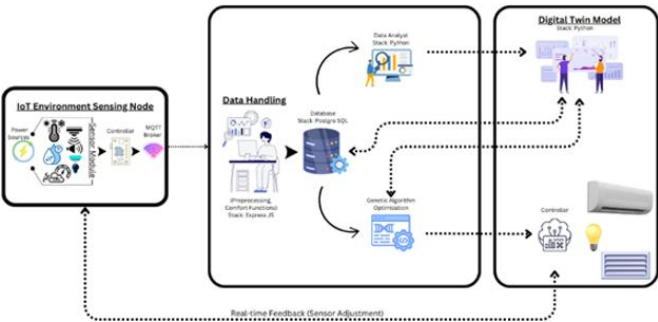 IoT Environment Sensing Node
Power
Sources
Sensor Module
Controller
MQTT
Broker
Data Handling
(Preprocessing,
Comfort Functions)
Stack: Express JS
Database
Stack: Postgre SQL
Data Analyst
Stack: Python
Genetic Algorithm
Optimization
Digital Twin Model
Stack: Python
Controller
Real-time Feedback (Sensor Adjustment)